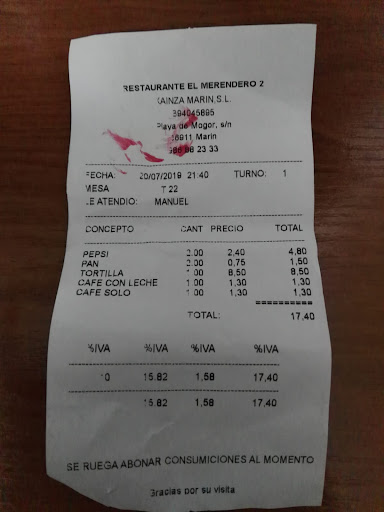 RESTAURANTE EL MERENDERO 2
KAINZA MARIN,S.L.
B94045895
Playa de Mogor, s/n
36911 Marin
986 88 23 33
FECHA: 20/07/2019 21:40 TURNO: 1
MESA T 22
LE ATENDIO: MANUEL
CONCEPTO CANT PRECIO TOTAL
PEPSI 2.00 2,40 4,80
PAN 2.00 0,75 1,50
TORTILLA 1.00 8,50 8,50
CAFE CON LECHE 1.00 1,30 1,30
CAFE SOLO 1.00 1,30 1,30
==========
TOTAL: 17,40
%IVA %IVA %IVA %IVA
10 15,82 1,58 17,40
15,82 1,58 17,40
SE RUEGA ABONAR CONSUMICIONES AL MOMENTO
Gracias por su visita